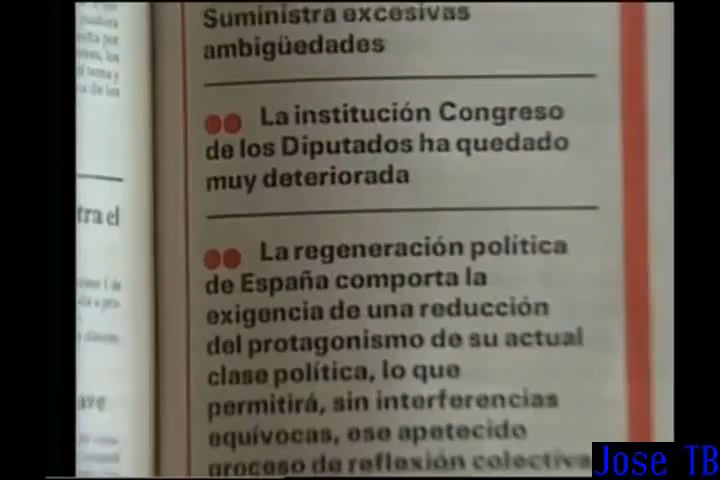 Suministra excesivas
ambigüedades
La institución Congreso
de los Diputados ha quedado
muy deteriorada
La regeneración política
de España comporta la
exigencia de una reducción
del protagonismo de su actual
clase política, lo que
permitirá, sin interferencias
equívocas, ese apetecido
proceso de reflexión colectiva
tra el
Jose TB